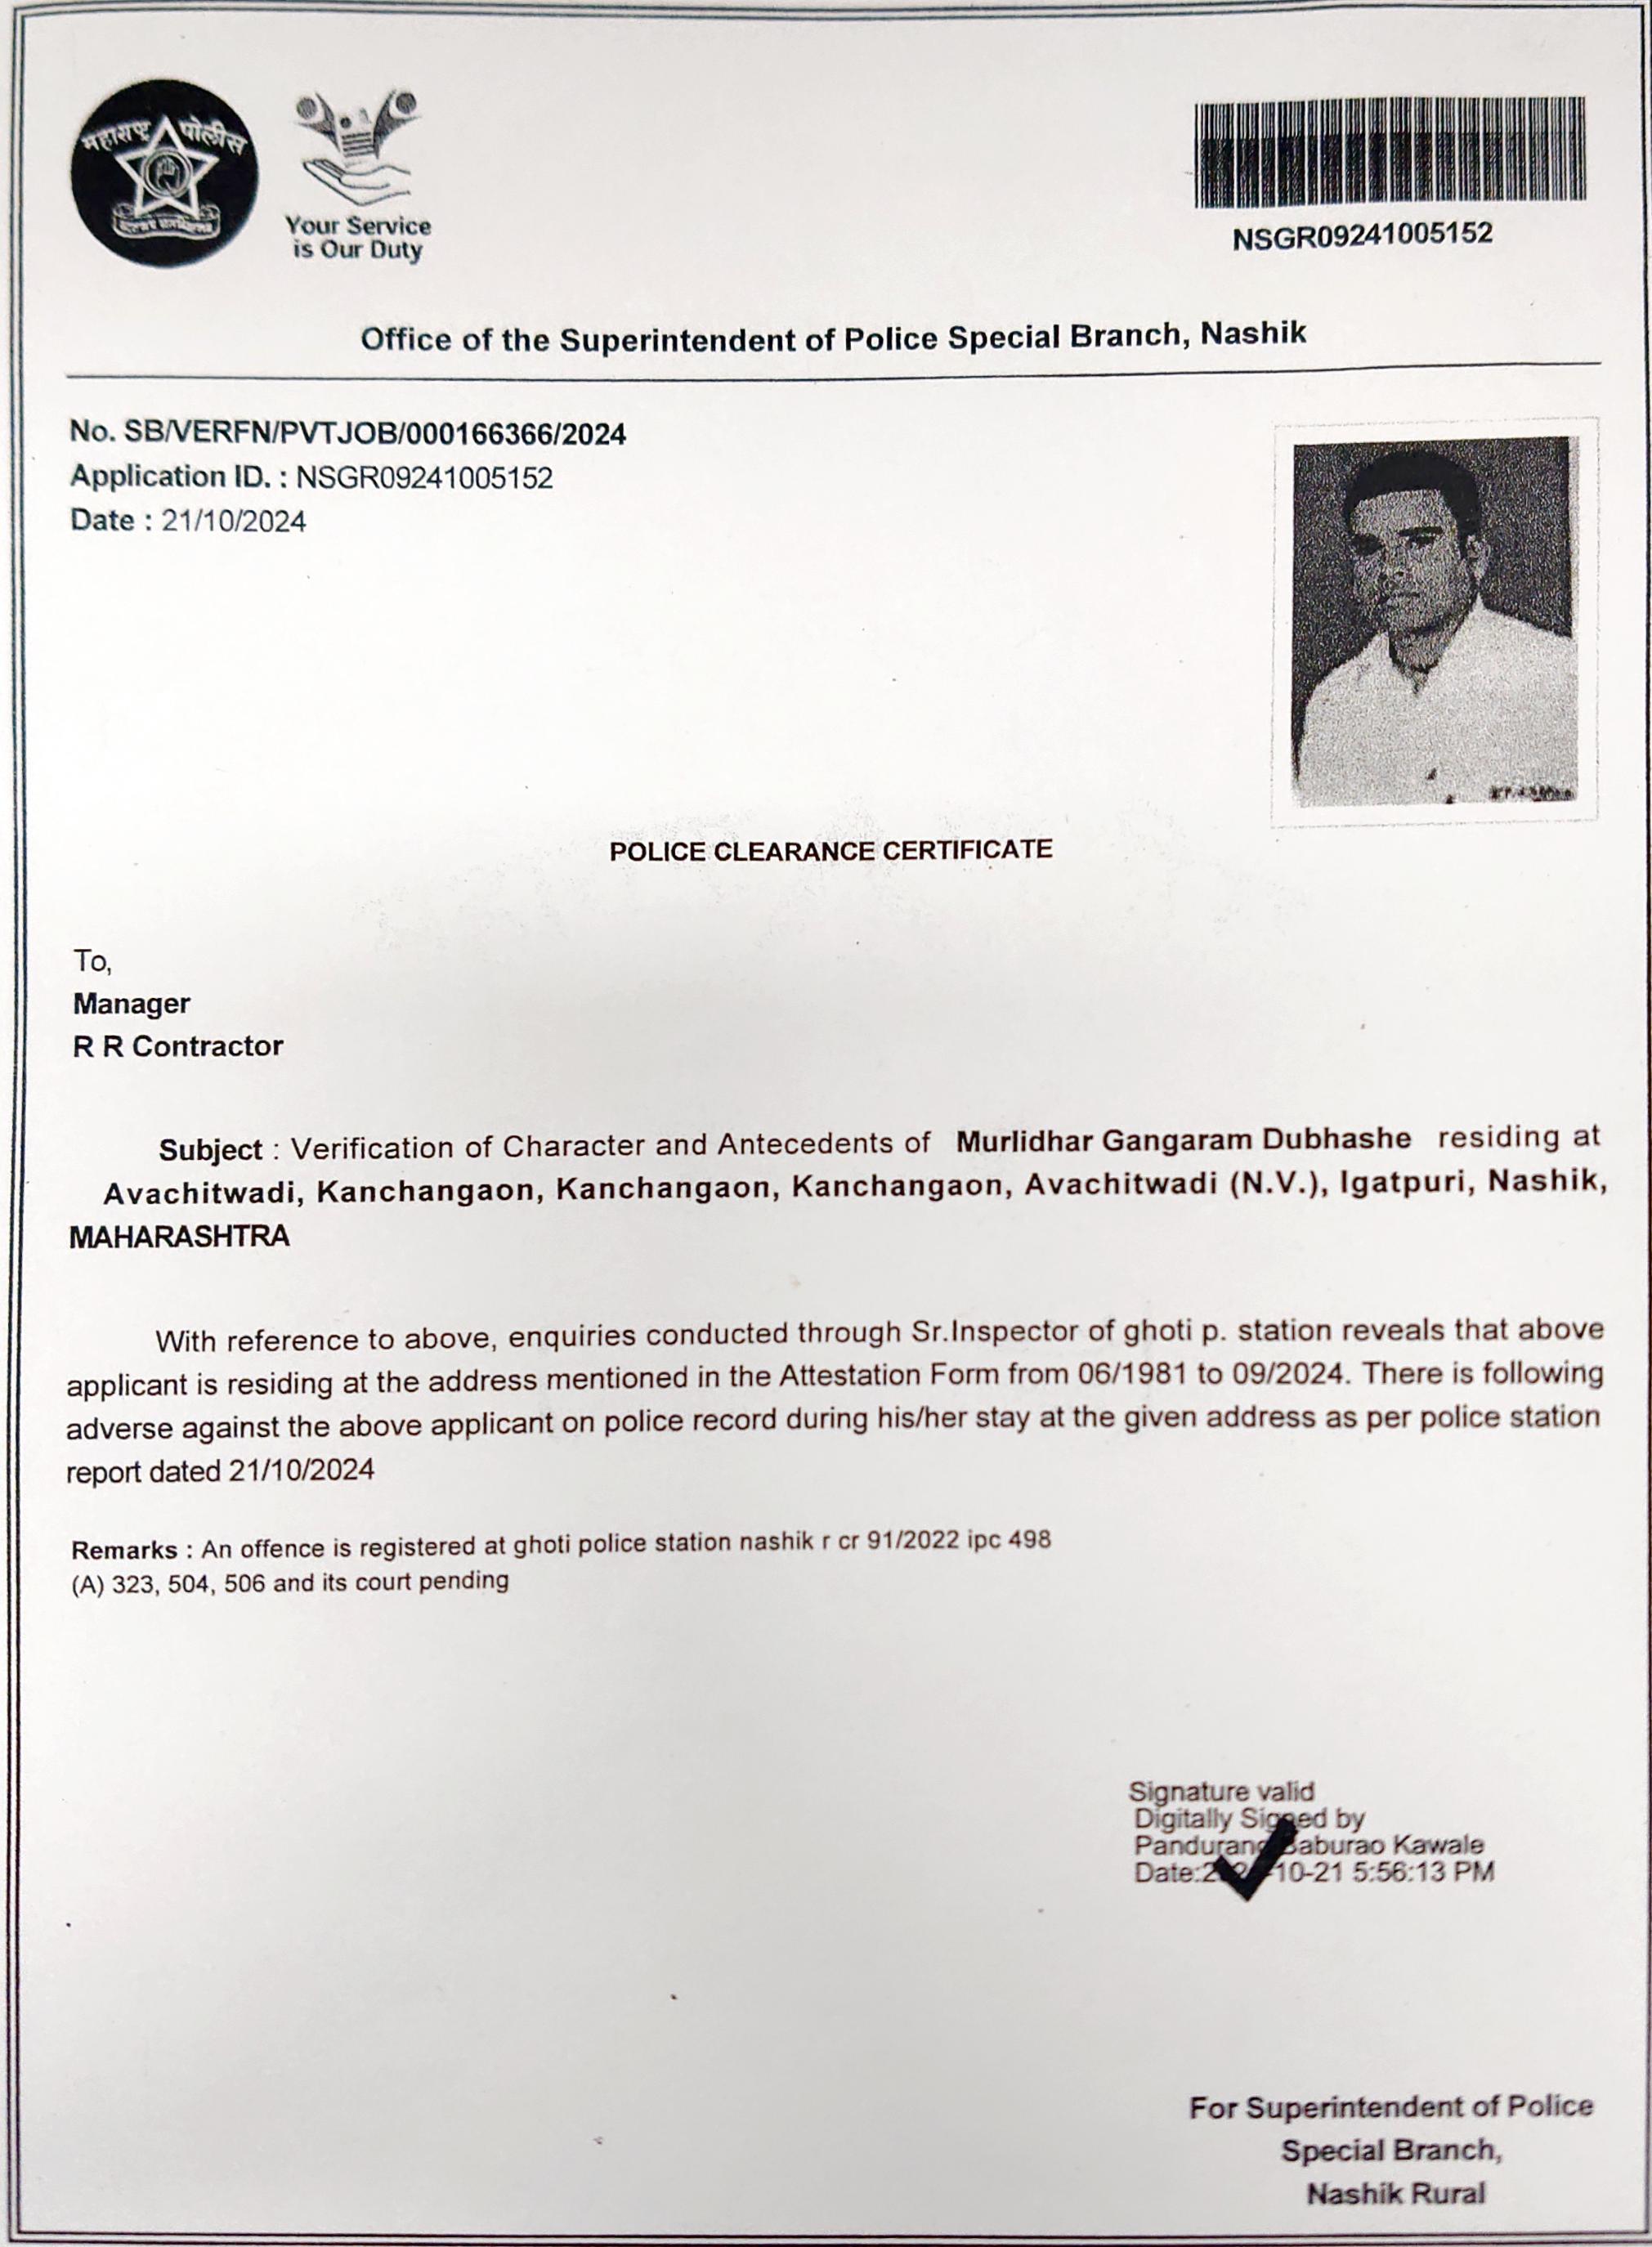 महाराष्ट्र पोलीस
Your Service
is Our Duty
NSGR09241005152
Office of the Superintendent of Police Special Branch, Nashik
No. SB/VERFN/PVTJOB/000166366/2024
Application ID. : NSGR09241005152
Date : 21/10/2024
POLICE CLEARANCE CERTIFICATE
To,
Manager
R R Contractor
Subject : Verification of Character and Antecedents of Murlidhar Gangaram Dubhashe residing at
Avachitwadi, Kanchangaon, Kanchangaon, Kanchangaon, Avachitwadi (N.V.), Igatpuri, Nashik,
MAHARASHTRA
With reference to above, enquiries conducted through Sr.Inspector of ghoti p. station reveals that above
applicant is residing at the address mentioned in the Attestation Form from 06/1981 to 09/2024. There is following
adverse against the above applicant on police record during his/her stay at the given address as per police station
report dated 21/10/2024
Remarks : An offence is registered at ghoti police station nashik r cr 91/2022 ipc 498
(A) 323, 504, 506 and its court pending
Signature valid
Digitally Signed by
Pandurang Baburao Kawale
Date:2024-10-21 5:56:13 PM
For Superintendent of Police
Special Branch,
Nashik Rural